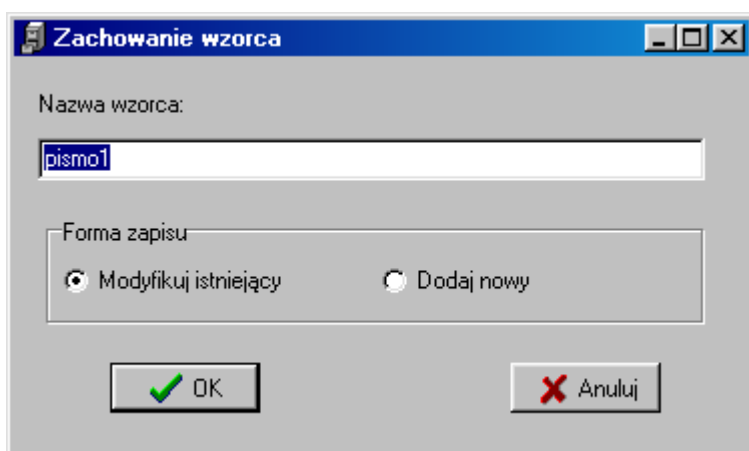 Zachowanie wzorca
Nazwa wzorca:
pismo1
Forma zapisu
Modyfikuj istniejący Dodaj nowy
OK Anuluj